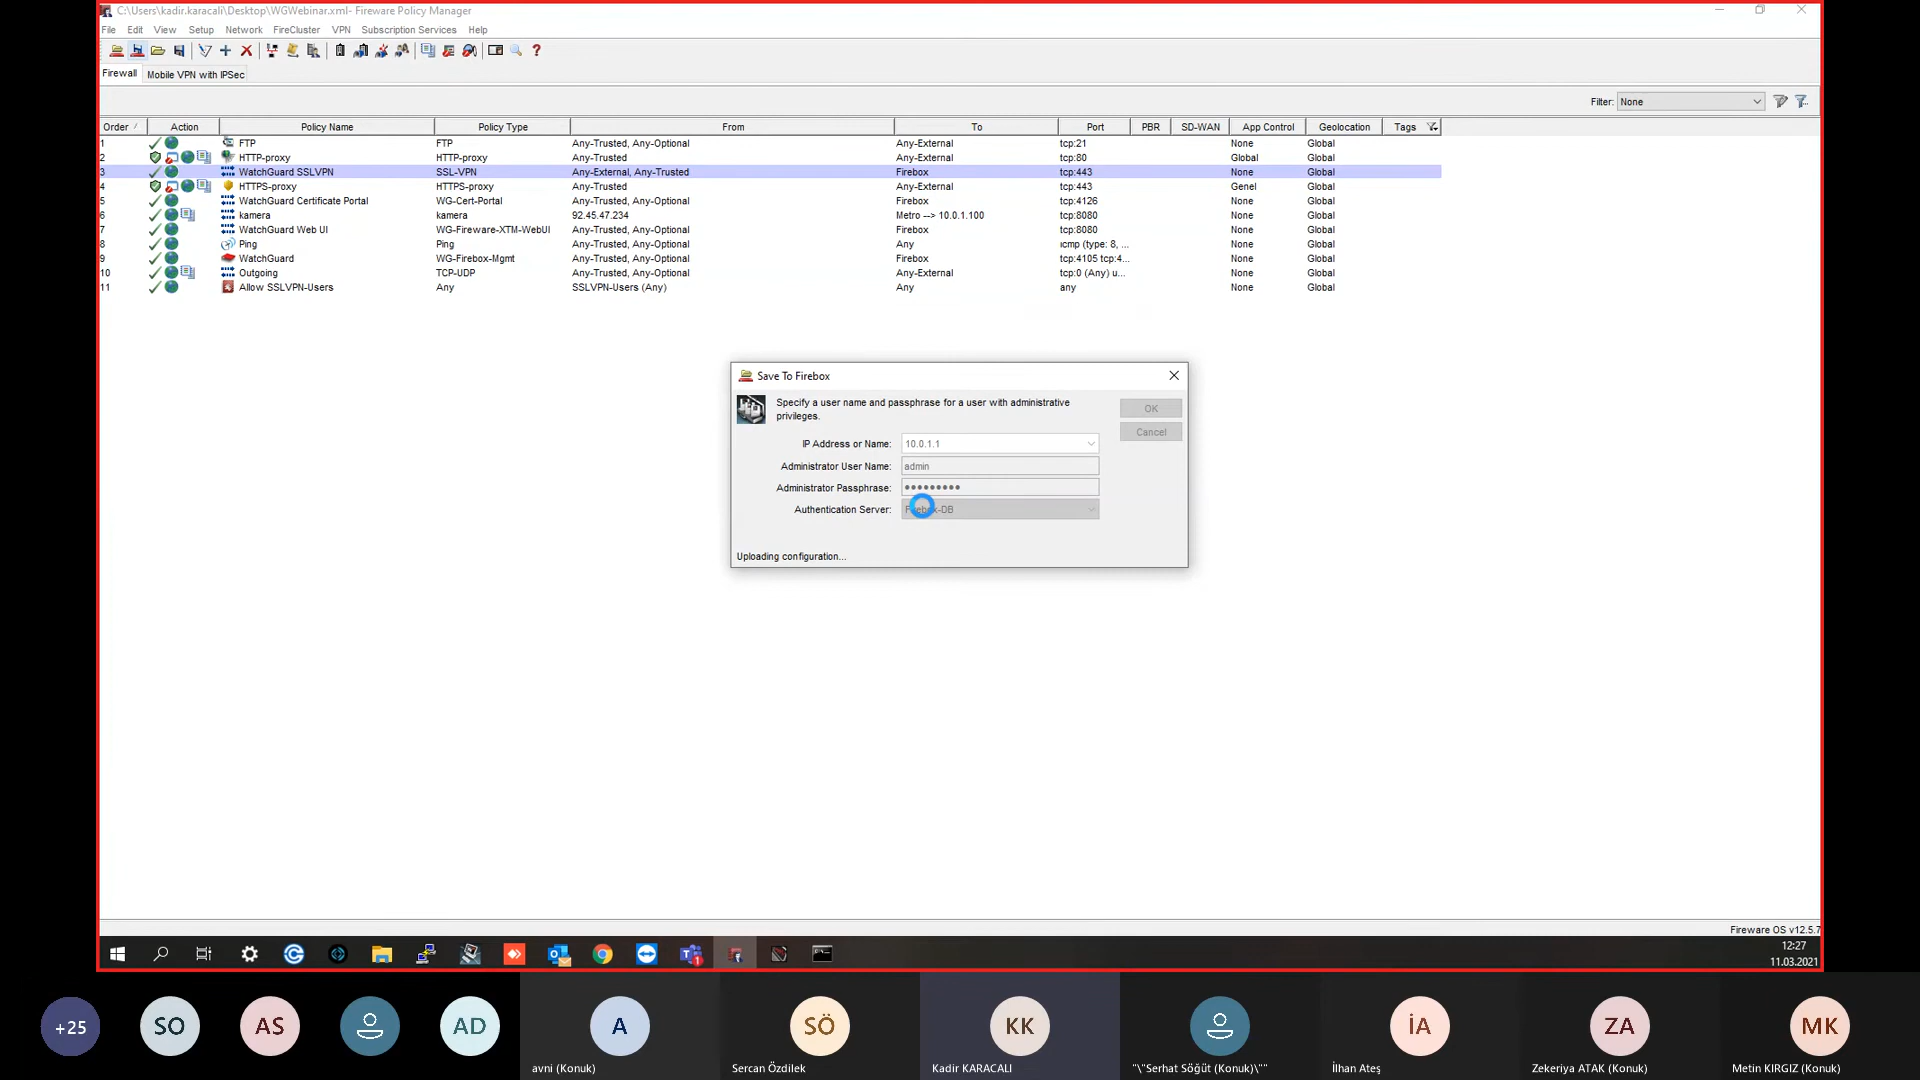 C:\Users\kadir.karacali\Desktop\WGWebinar.xml- Fireware Policy Manager
File Edit View Setup Network FireCluster VPN Subscription Services Help
Firewall Mobile VPN with IPSec
Filter: None
Order Action Policy Name Policy Type From To Port PBR SD-WAN App Control Geolocation Tags
1 FTP FTP Any-Trusted, Any-Optional Any-External tcp:21 None Global
2 HTTP-proxy HTTP-proxy Any-Trusted Any-External tcp:80 Global Global
3 WatchGuard SSLVPN SSL-VPN Any-External, Any-Trusted Firebox tcp:443 None Global
4 HTTPS-proxy HTTPS-proxy Any-Trusted Any-External tcp:443 Genel Global
5 WatchGuard Certificate Portal WG-Cert-Portal Any-Trusted, Any-Optional Firebox tcp:4126 None Global
6 kamera kamera 92.45.47.234 Metro --> 10.0.1.100 tcp:8080 None Global
7 WatchGuard Web UI WG-Fireware-XTM-WebUI Any-Trusted, Any-Optional Firebox tcp:8080 None Global
8 Ping Ping Any-Trusted, Any-Optional Any icmp (type: 8, ... None Global
9 WatchGuard WG-Firebox-Mgmt Any-Trusted, Any-Optional Firebox tcp:4105 tcp:4... None Global
10 Outgoing TCP-UDP Any-Trusted, Any-Optional Any-External tcp:0 (Any) u... None Global
11 Allow SSLVPN-Users Any SSLVPN-Users (Any) Any any None Global
Save To Firebox
Specify a user name and passphrase for a user with administrative
privileges.
OK
Cancel
IP Address or Name: 10.0.1.1
Administrator User Name: admin
Administrator Passphrase: •••••••••
Authentication Server: Firebox-DB
Uploading configuration...
Fireware OS v12.5.7
12:27
11.03.2021
+25 SO AS AD A SÖ KK İA ZA MK
avni (Konuk) Sercan Özdilek Kadir KARACALI "\"Serhat Söğüt (Konuk)\"" İlhan Ateş Zekeriya ATAK (Konuk) Metin KIRGIZ (Konuk)